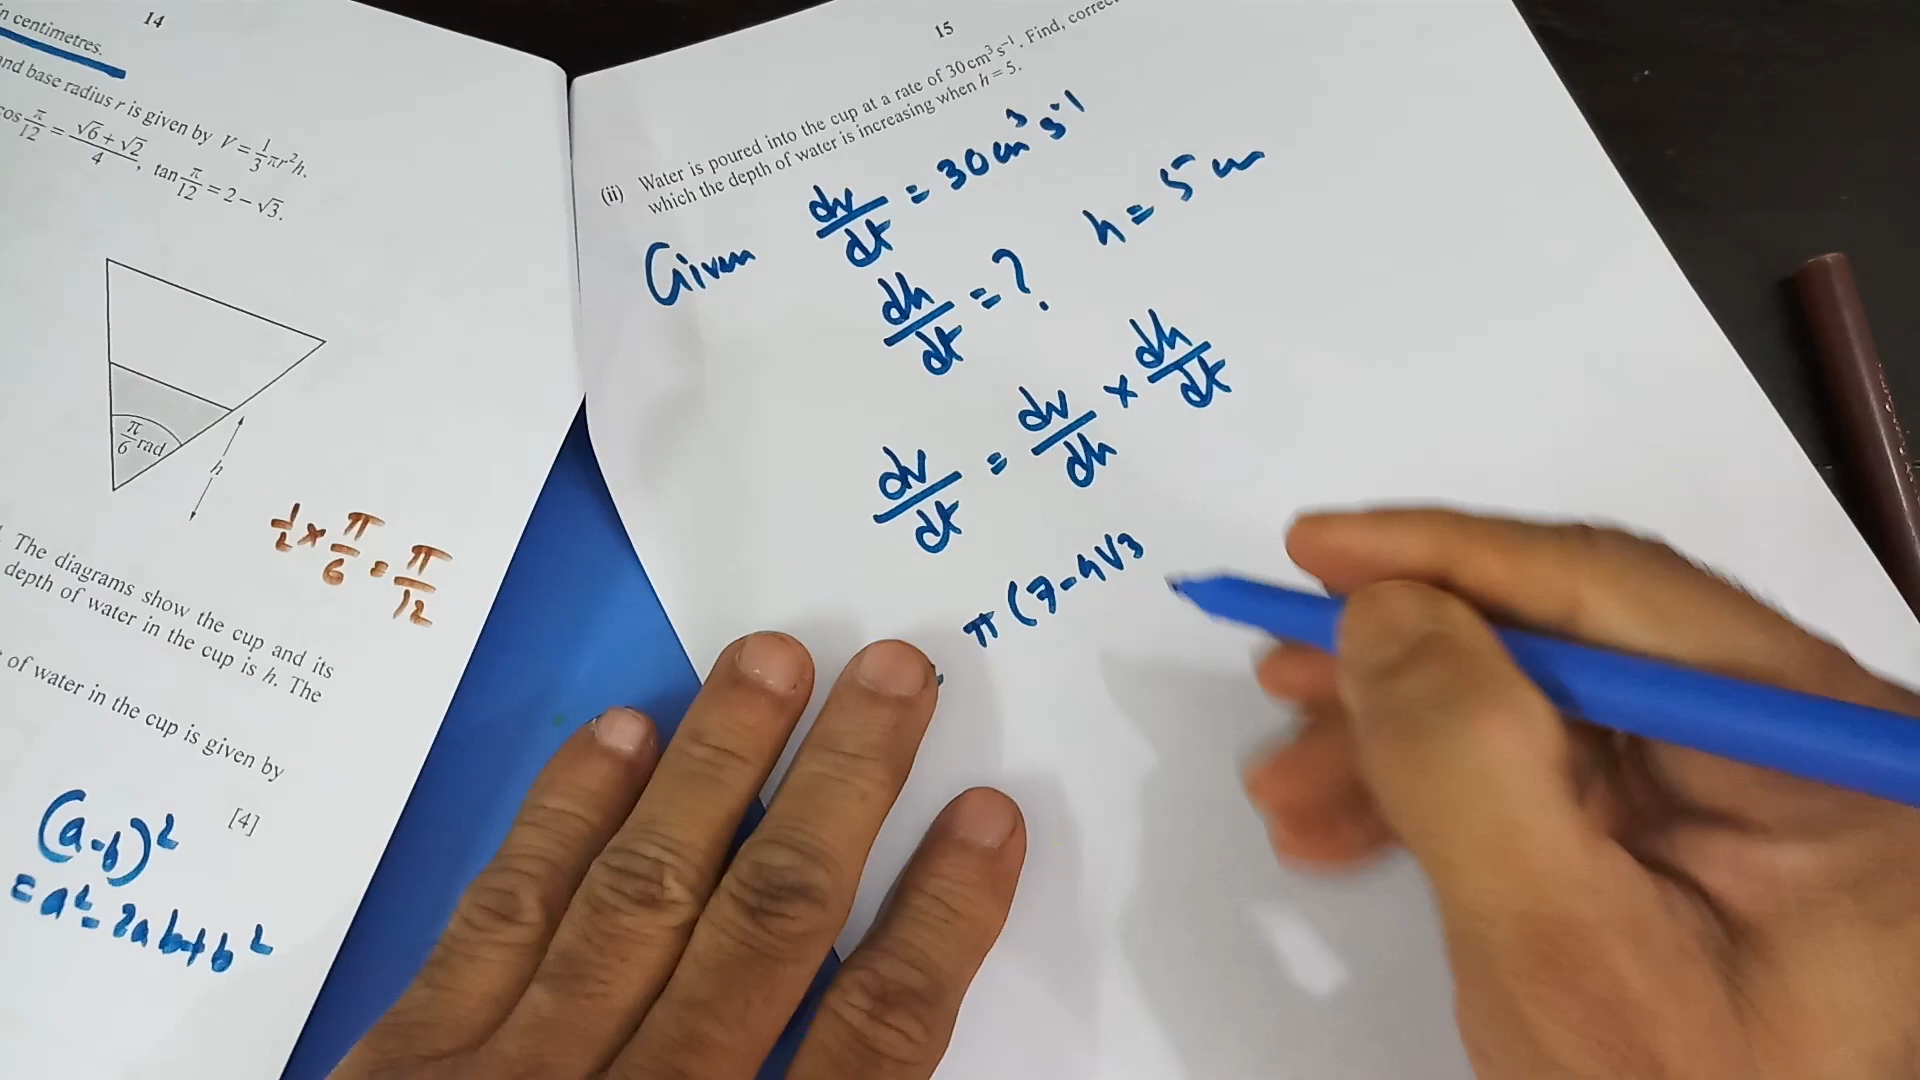 14
n centimetres.
and base radius r is given by V = 1/3 πr²h.
cos π/12 = (√6 + √2)/4, tan π/12 = 2 − √3.
π/6 rad
h
1/2 × π/6 = π/12
The diagrams show the cup and its
depth of water in the cup is h. The
of water in the cup is given by
[4]
(a-b)²
= a² - 2ab + b²
15
(ii) Water is poured into the cup at a rate of 30 cm³ s⁻¹. Find, correc
which the depth of water is increasing when h = 5.
Given dv/dt = 30 cm³ s⁻¹
dh/dt = ? h = 5 cm
dv/dt = dv/dh × dh/dt
π (7-4√3